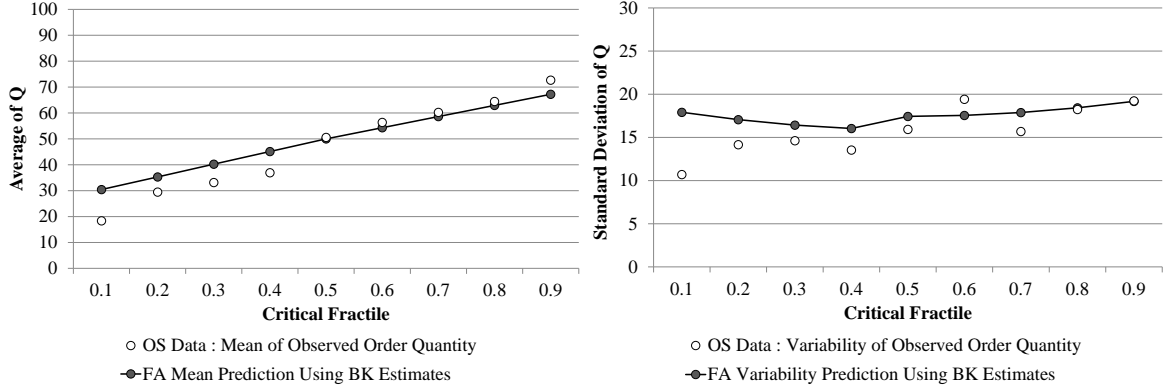 100
90
80
70
60
50
40
30
20
10
0
Average of Q
0.1 0.2 0.3 0.4 0.5 0.6 0.7 0.8 0.9
Critical Fractile
OS Data : Mean of Observed Order Quantity
FA Mean Prediction Using BK Estimates
30
25
20
15
10
5
0
Standard Deviation of Q
0.1 0.2 0.3 0.4 0.5 0.6 0.7 0.8 0.9
Critical Fractile
OS Data : Variability of Observed Order Quantity
FA Variability Prediction Using BK Estimates